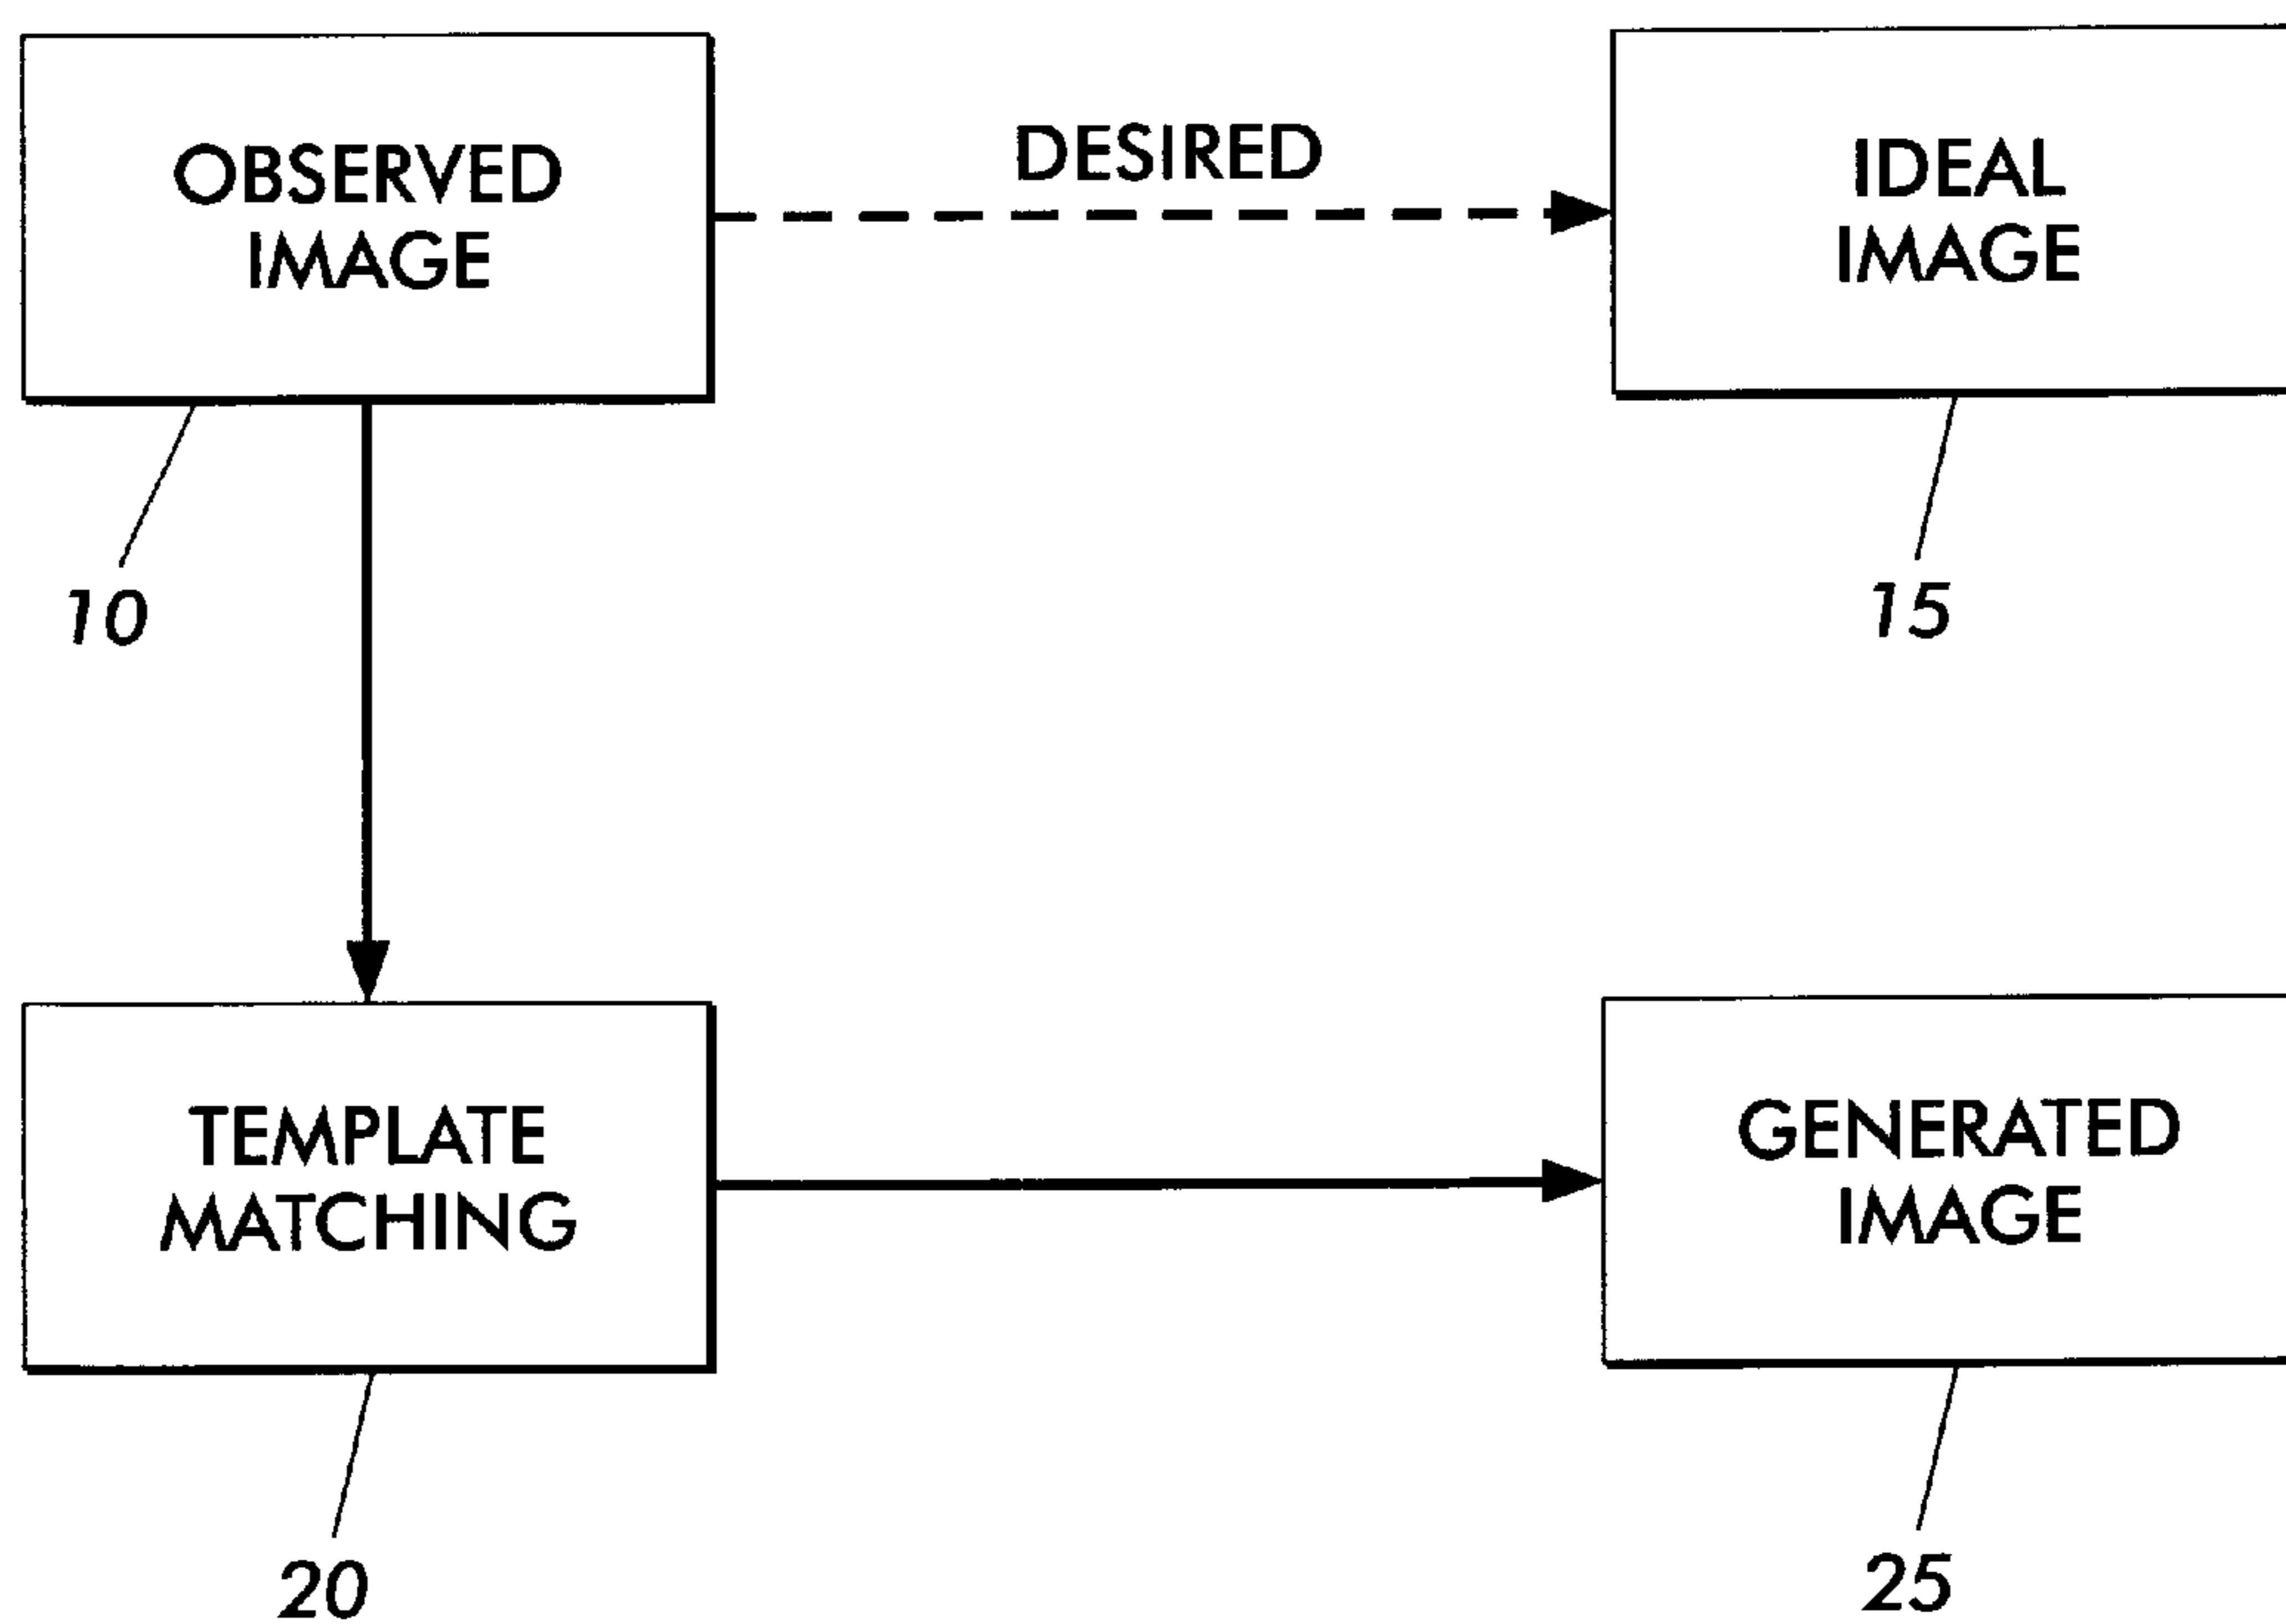 OBSERVED
IMAGE
DESIRED
IDEAL
IMAGE
10
15
TEMPLATE
MATCHING
GENERATED
IMAGE
20
25